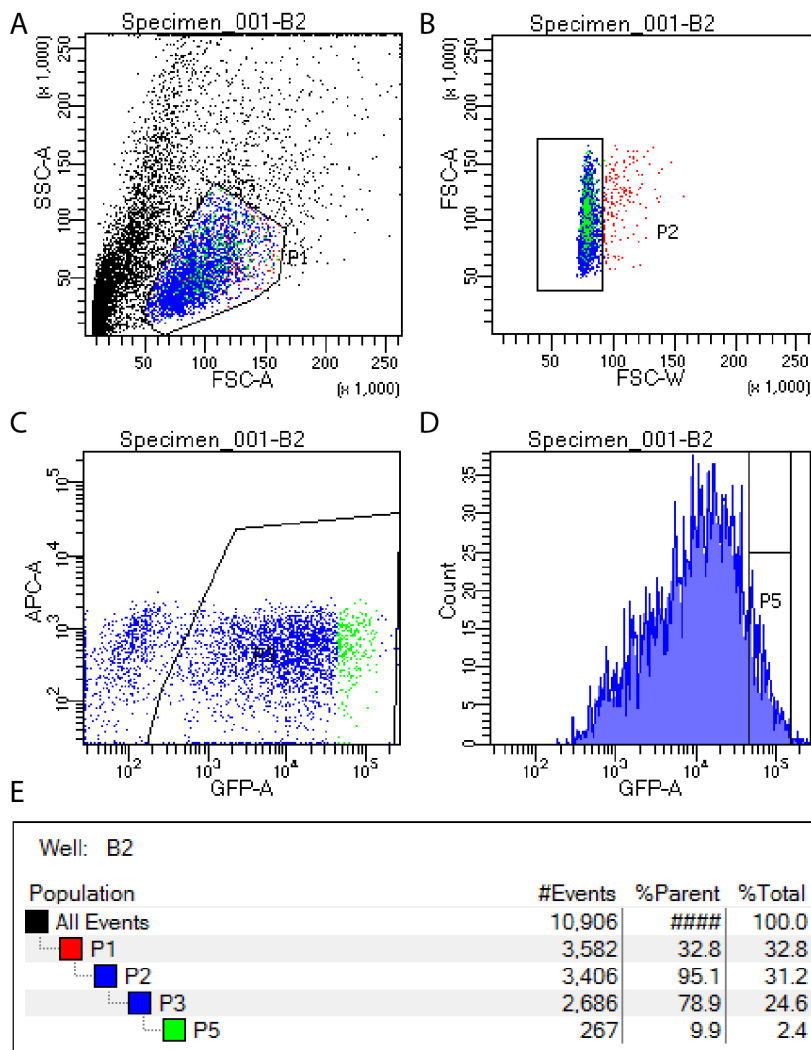 A
Specimen_001-B2
(x 1,000)
250
200
150
100
50
SSC-A
P1
50 100 150 200 250
FSC-A
(x 1,000)
B
Specimen_001-B2
(x 1,000)
250
200
150
100
50
FSC-A
P2
50 100 150 200 250
FSC-W
(x 1,000)
C
Specimen_001-B2
10^5
10^4
10^3
10^2
APC-A
10^2 10^3 10^4 10^5
GFP-A
D
Specimen_001-B2
35
30
25
20
15
10
5
0
Count
P5
10^2 10^3 10^4 10^5
GFP-A
E
Well: B2
Population #Events %Parent %Total
All Events 10,906 #### 100.0
P1 3,582 32.8 32.8
P2 3,406 95.1 31.2
P3 2,686 78.9 24.6
P5 267 9.9 2.4